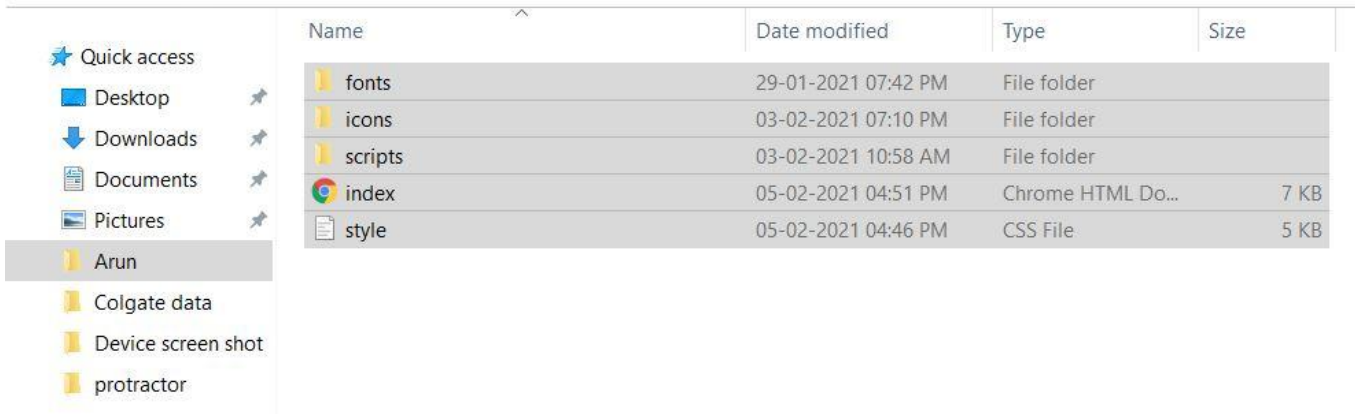 Name Date modified Type Size
Quick access
Desktop
Downloads
Documents
Pictures
Arun
Colgate data
Device screen shot
protractor
fonts 29-01-2021 07:42 PM File folder
icons 03-02-2021 07:10 PM File folder
scripts 03-02-2021 10:58 AM File folder
index 05-02-2021 04:51 PM Chrome HTML Do... 7 KB
style 05-02-2021 04:46 PM CSS File 5 KB